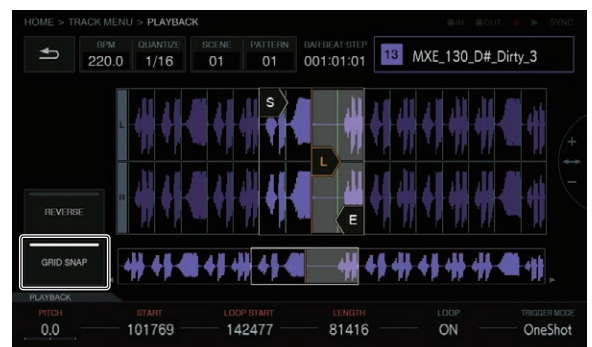 HOME > TRACK MENU > PLAYBACK
IN OUT SYNC
BPM QUANTIZE SCENE PATTERN BAR:BEAT:STEP
220.0 1/16 01 01 001:01:01 13 MXE_130_D#_Dirty_3
S
L
L
+
−
R
E
REVERSE
GRID SNAP
PLAYBACK
PITCH START LOOP START LENGTH LOOP TRIGGER MODE
0.0 101769 142477 81416 ON OneShot